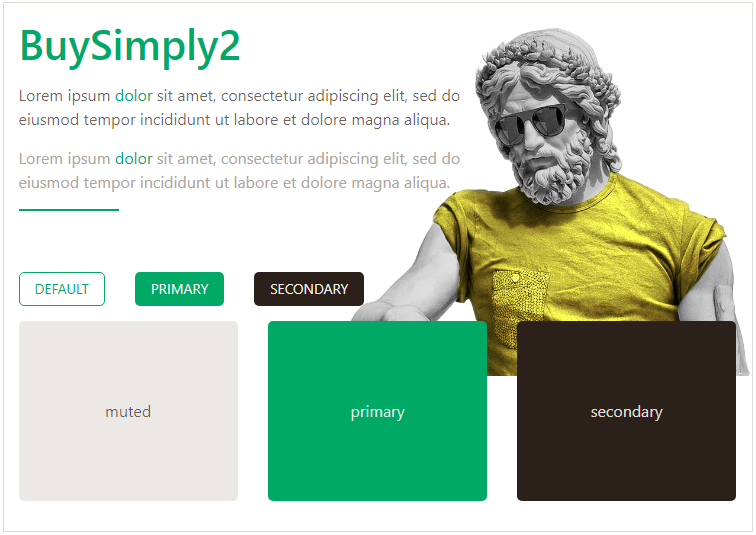 BuySimply2
Lorem ipsum dolor sit amet, consectetur adipiscing elit, sed do
eiusmod tempor incididunt ut labore et dolore magna aliqua.
Lorem ipsum dolor sit amet, consectetur adipiscing elit, sed do
eiusmod tempor incididunt ut labore et dolore magna aliqua.
DEFAULT
PRIMARY
SECONDARY
muted
primary
secondary